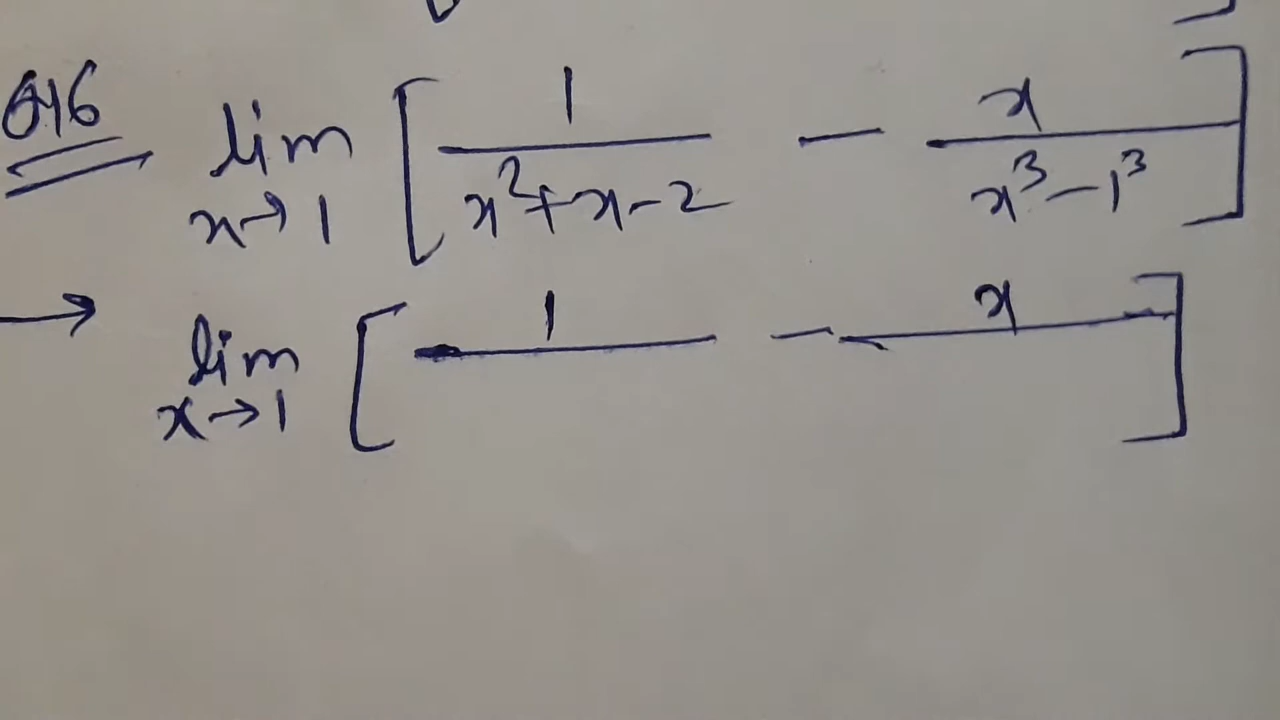 Q16 lim x→1 [ 1/(x²+x-2) - x/(x³-1³) ]
→ lim x→1 [ 1/ - x/ ]